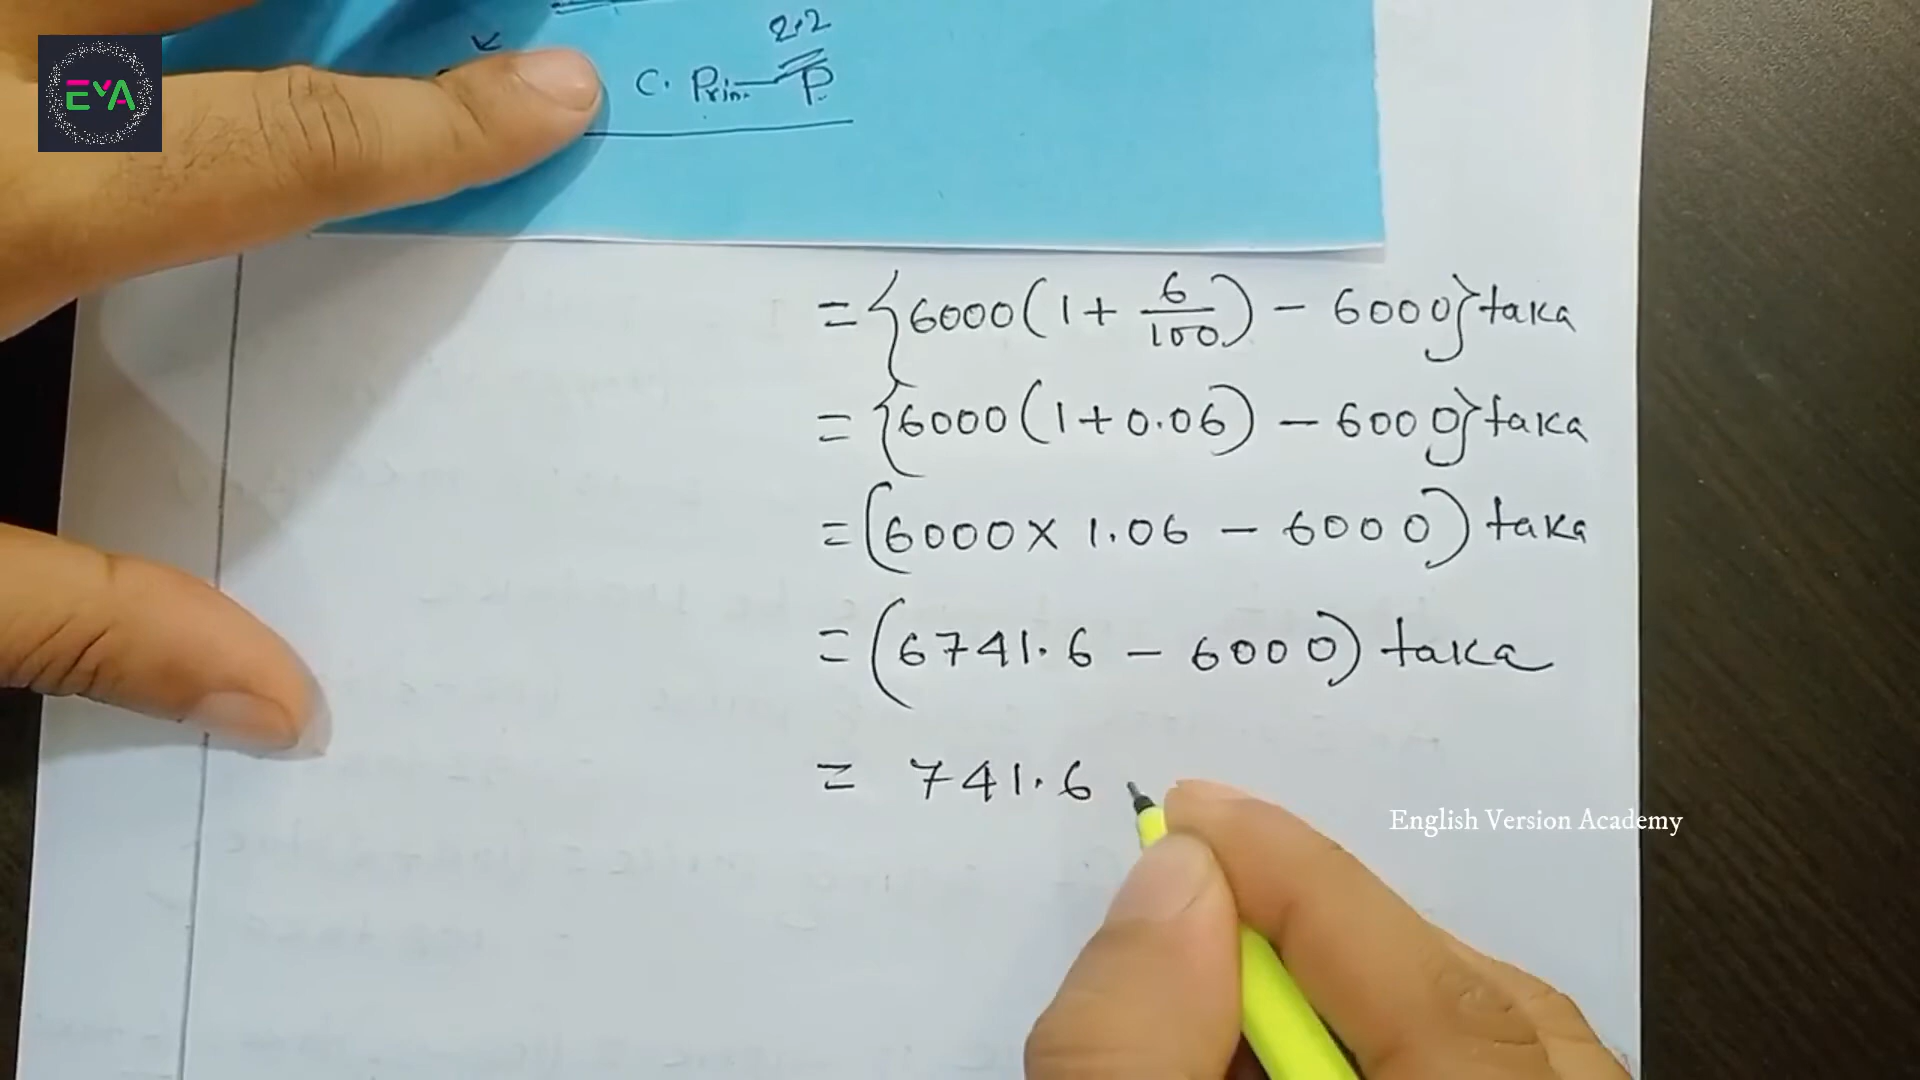 EYA
2.2
C. Prin. - P.
= {6000(1 + 6/100) - 6000} taka
= {6000(1+0.06) - 6000} taka
= (6000 x 1.06 - 6000) taka
= (6741.6 - 6000) taka
= 741.6
English Version Academy